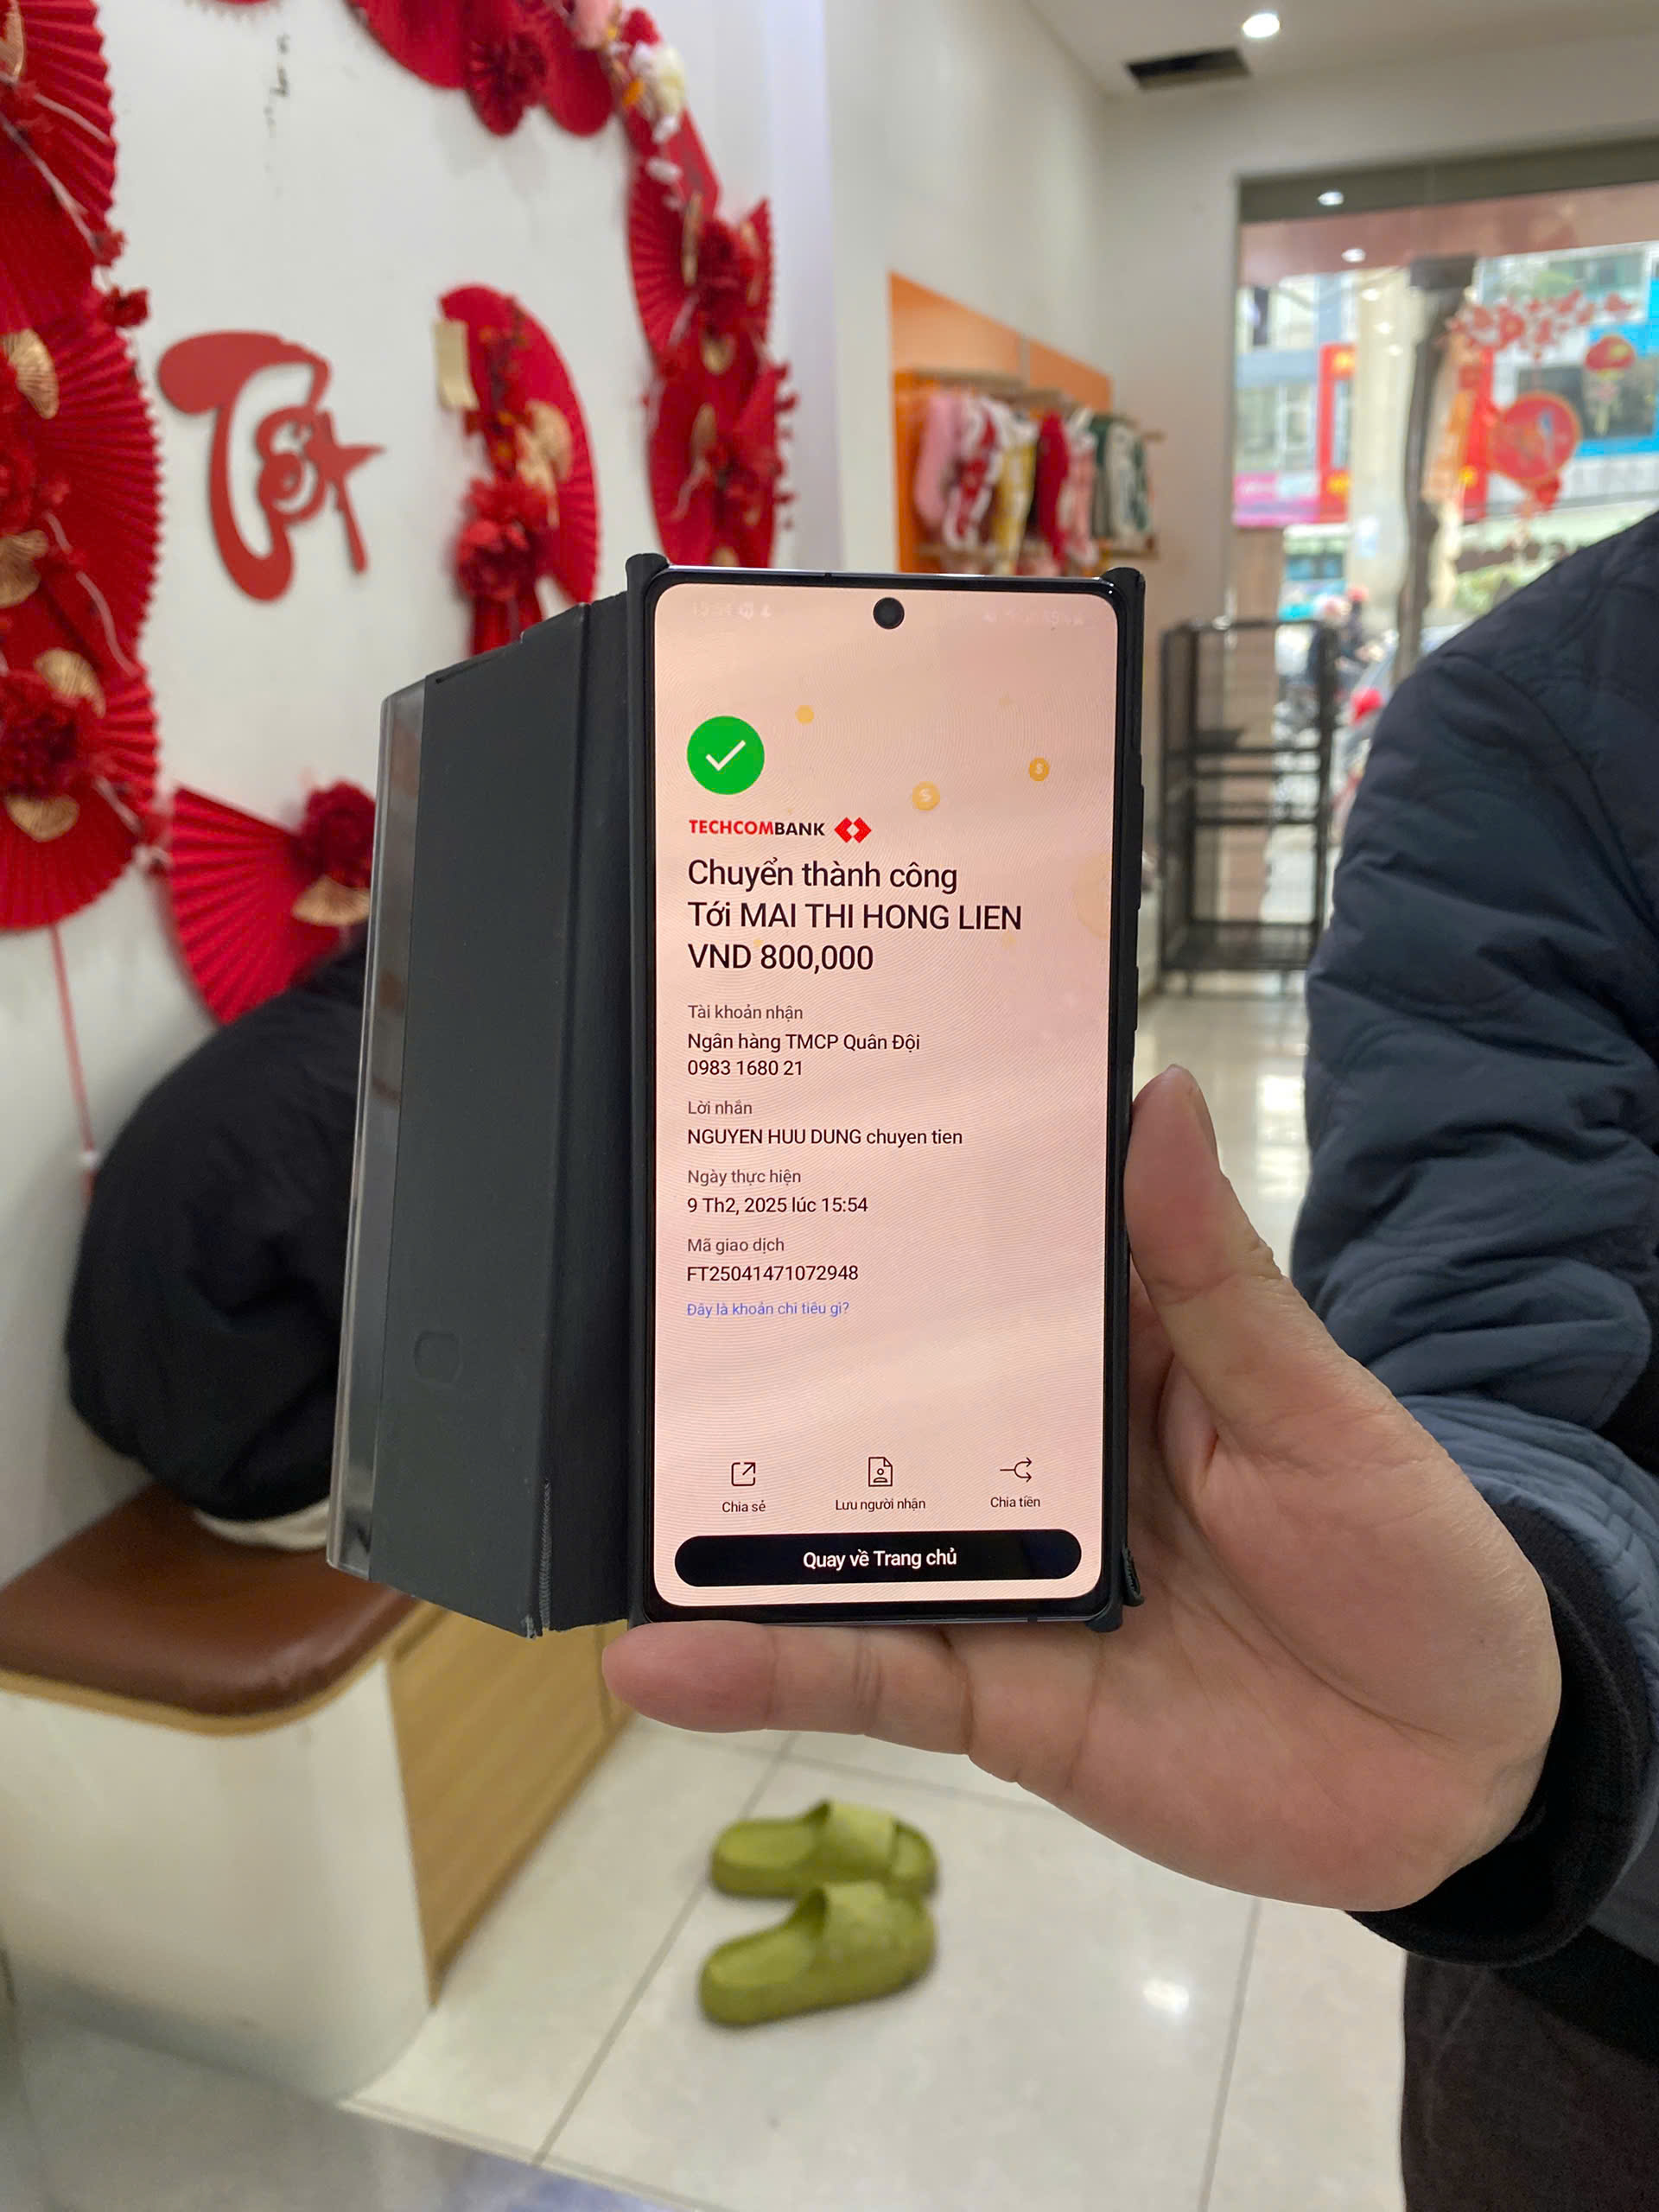 Tết
TECHCOMBANK
Chuyển thành công
Tới MAI THI HONG LIEN
VND 800,000
Tài khoản nhận
Ngân hàng TMCP Quân Đội
0983 1680 21
Lời nhắn
NGUYEN HUU DUNG chuyen tien
Ngày thực hiện
9 Th2, 2025 lúc 15:54
Mã giao dịch
FT25041471072948
Đây là khoản chi tiêu gì?
Chia sẻ
Lưu người nhận
Chia tiền
Quay về Trang chủ